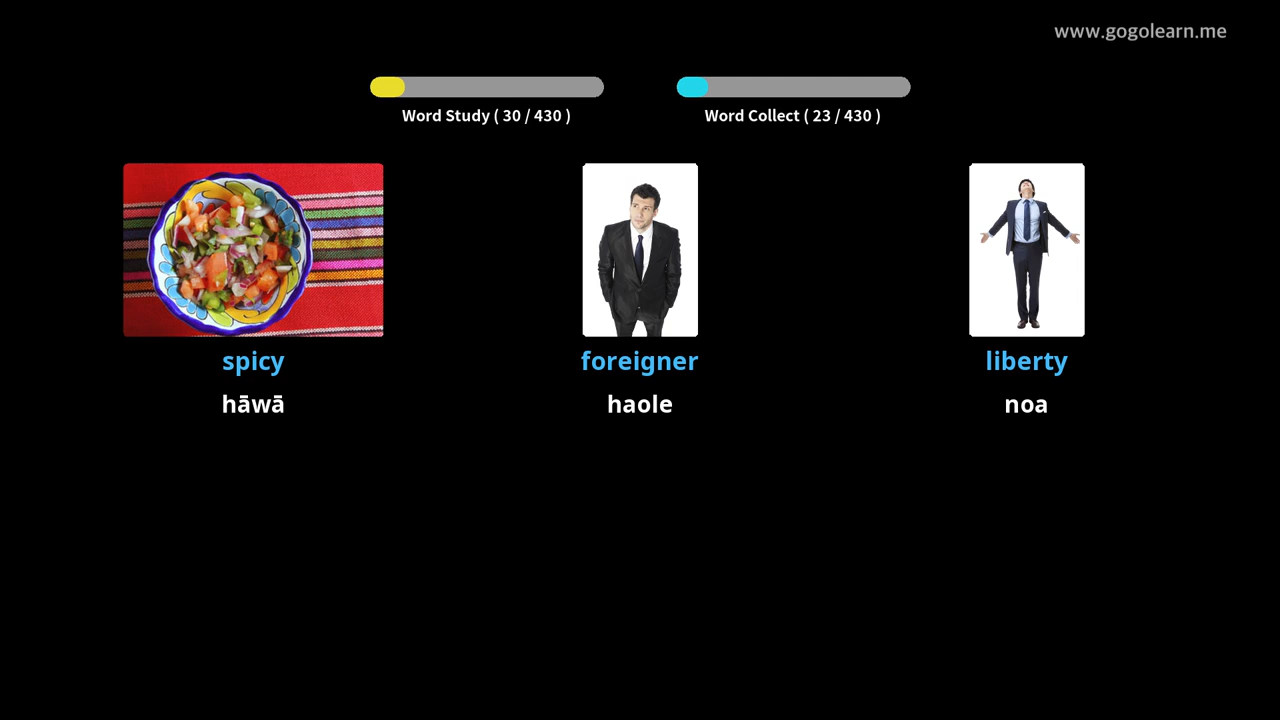 www.gogolearn.me
Word Study ( 30 / 430 )
Word Collect ( 23 / 430 )
spicy
foreigner
liberty
hāwā
haole
noa